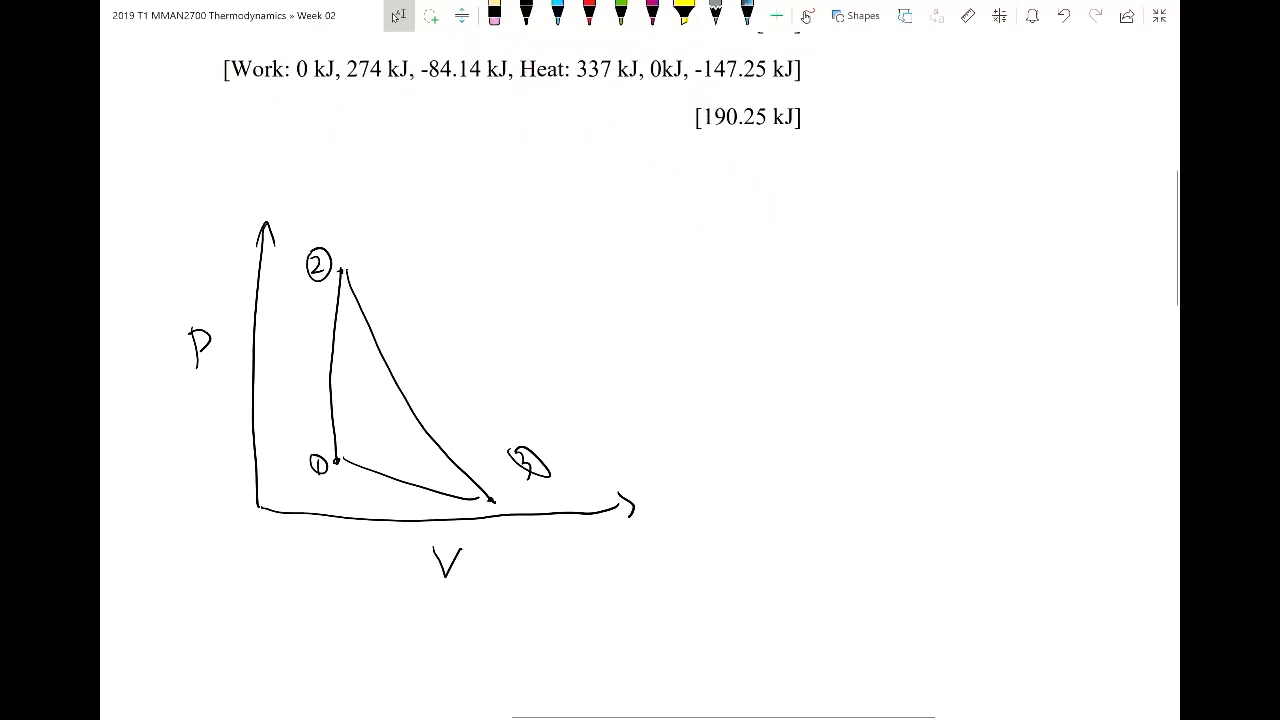 2019 T1 MMAN2700 Thermodynamics » Week 02
Shapes
[Work: 0 kJ, 274 kJ, -84.14 kJ, Heat: 337 kJ, 0kJ, -147.25 kJ]
[190.25 kJ]
2
P
1
3
V